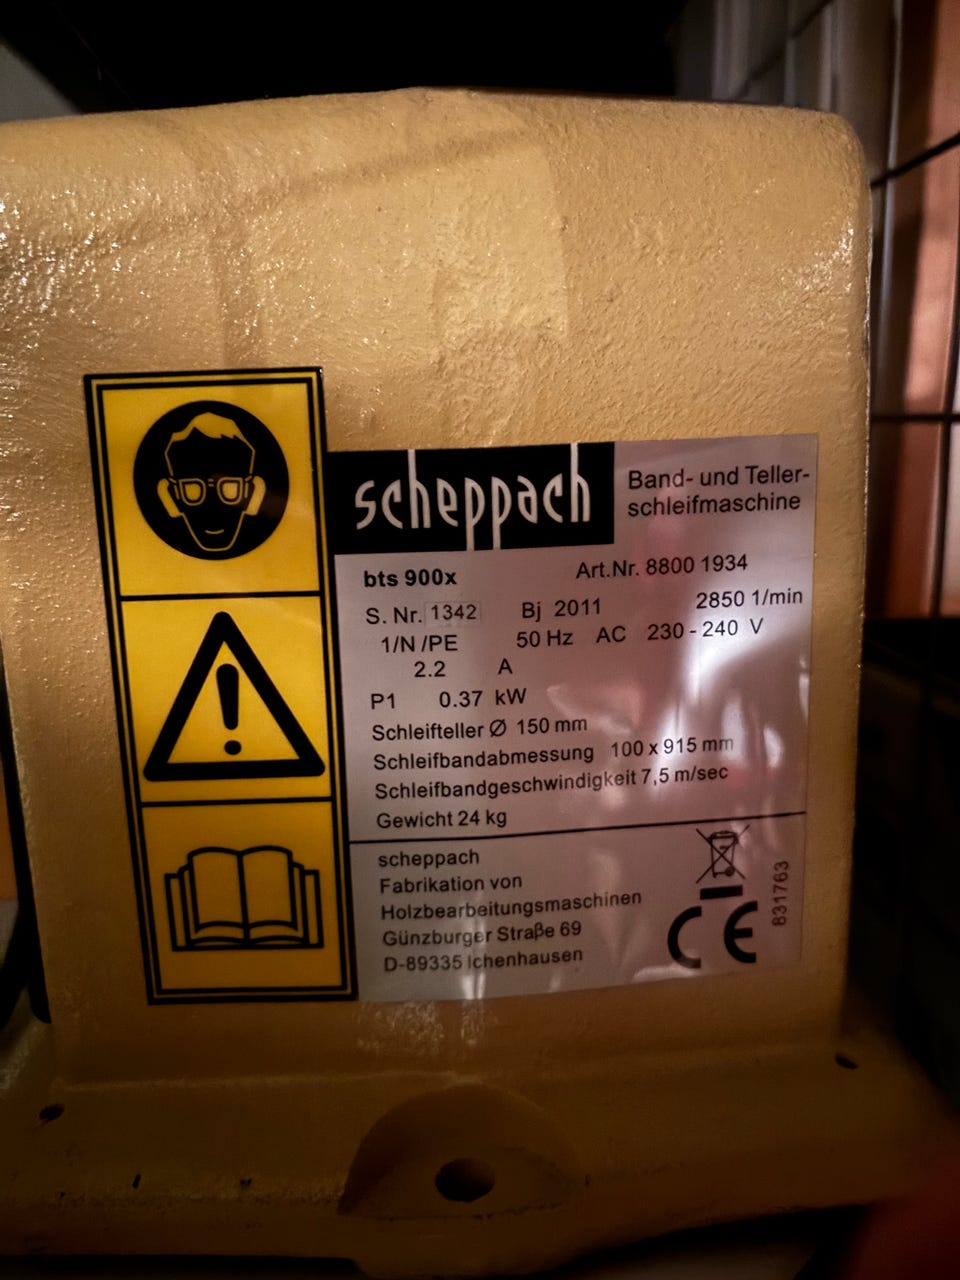 scheppach
Band- und Teller-
schleifmaschine
bts 900x Art.Nr. 8800 1934
S. Nr. 1342 Bj 2011 2850 1/min
1/N /PE 50 Hz AC 230 - 240 V
2.2 A
P1 0.37 kW
Schleifteller Ø 150 mm
Schleifbandabmessung 100 x 915 mm
Schleifbandgeschwindigkeit 7,5 m/sec
Gewicht 24 kg
scheppach
Fabrikation von
Holzbearbeitungsmaschinen
Günzburger Straβe 69
D-89335 Ichenhausen
CE
831763